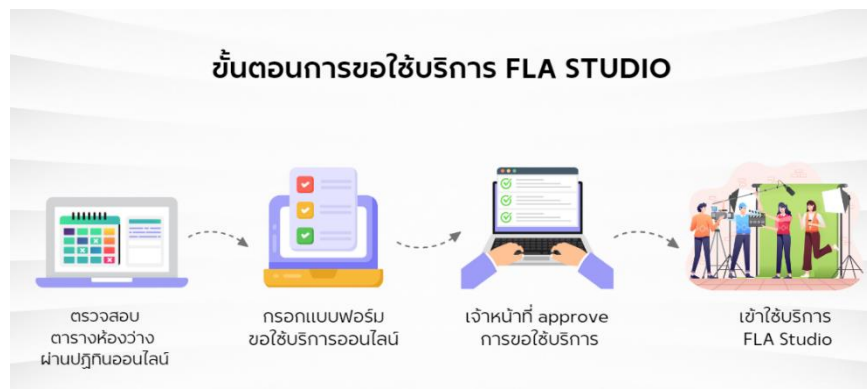 ขั้นตอนการขอใช้บริการ FLA STUDIO
ตรวจสอบ
ตารางห้องว่าง
ผ่านปฏิทินออนไลน์
กรอกแบบฟอร์ม
ขอใช้บริการออนไลน์
เจ้าหน้าที่ approve
การขอใช้บริการ
เข้าใช้บริการ
FLA Studio